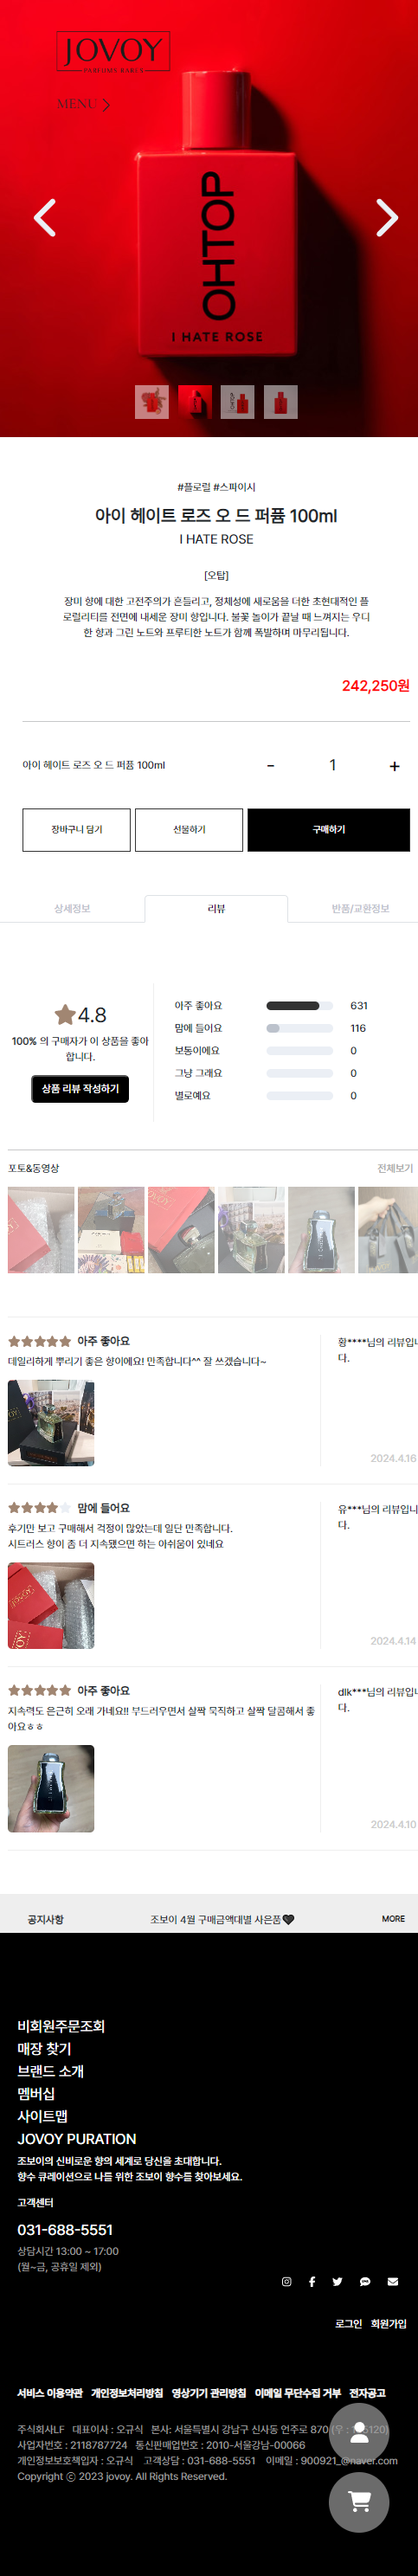 JOVOY
PARFUMS PARIS
MENU
OHTOP
I HATE ROSE
#플로럴 #스파이시
아이 헤이트 로즈 오 드 퍼퓸 100ml
I HATE ROSE
[오탑]
장미 향에 대한 고전주의가 흔들리고, 정체성에 새로움을 더한 초현대적인 플
로럴리티를 전면에 내세운 장미 향입니다. 불꽃 놀이가 끝날 때 느껴지는 우디
한 향과 그린 노트와 프루티한 노트가 함께 폭발하며 마무리됩니다.
242,250원
아이 헤이트 로즈 오 드 퍼퓸 100ml - 1 +
장바구니 담기 선물하기 구매하기
상세정보 리뷰 반품/교환정보
4.8
100% 의 구매자가 이 상품을 좋아
합니다.
상품 리뷰 작성하기
아주 좋아요 631
맘에 들어요 116
보통이에요 0
그냥 그래요 0
별로예요 0
포토&동영상 전체보기
아주 좋아요
데일리하게 뿌리기 좋은 향이에요! 만족합니다^^ 잘 쓰겠습니다~
황****님의 리뷰입니
다.
2024.4.16
맘에 들어요
후기만 보고 구매해서 걱정이 많았는데 일단 만족합니다.
시트러스 향이 좀 더 지속됐으면 하는 아쉬움이 있네요
유***님의 리뷰입니
다.
2024.4.14
아주 좋아요
지속력도 은근히 오래 가네요!! 부드러우면서 살짝 묵직하고 살짝 달콤해서 좋
아요ㅎㅎ
dlk***님의 리뷰입니
다.
2024.4.10
공지사항 조보이 4월 구매금액대별 사은품 MORE
비회원주문조회
매장 찾기
브랜드 소개
멤버십
사이트맵
JOVOY PURATION
조보이의 신비로운 향의 세계로 당신을 초대합니다.
향수 큐레이션으로 나를 위한 조보이 향수를 찾아보세요.
고객센터
031-688-5551
상담시간 13:00 ~ 17:00
(월~금, 공휴일 제외)
로그인 회원가입
서비스 이용약관 개인정보처리방침 영상기기 관리방침 이메일 무단수집 거부 전자공고
주식회사LF 대표이사 : 오규식 본사: 서울특별시 강남구 신사동 언주로 870 (우 :
사업자번호 : 2118787724 통신판매업번호 : 2010-서울강남-00066
개인정보보호책임자 : 오규식 고객상담 : 031-688-5551 이메일 : 900921_@naver.com
Copyright ⓒ 2023 jovoy. All Rights Reserved.